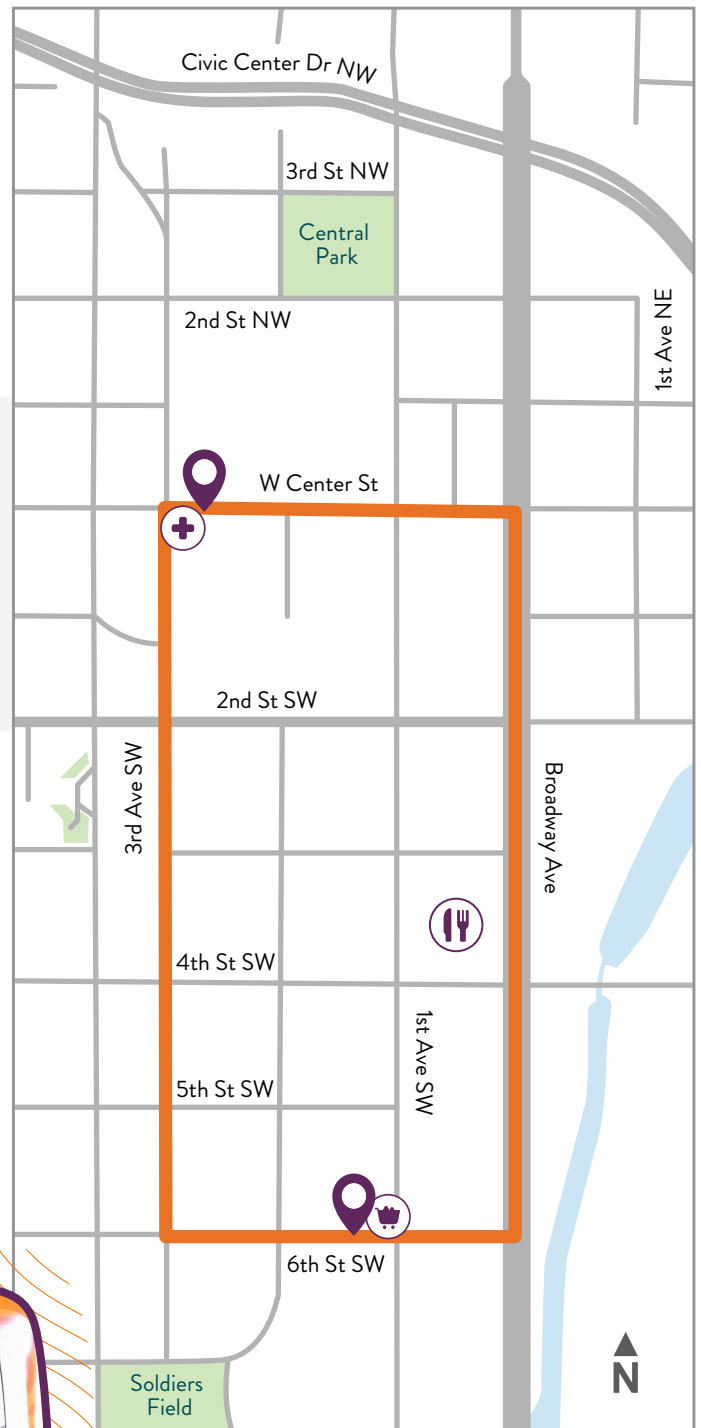 Civic Center Dr NW
3rd St NW
Central
Park
1st Ave NE
2nd St NW
W Center St
2nd St SW
3rd Ave SW
Broadway Ave
4th St SW
1st Ave SW
5th St SW
6th St SW
Soldiers
Field
N